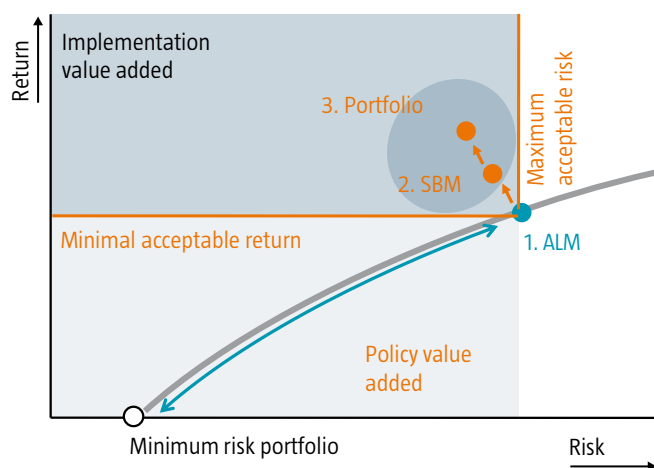 Return
Implementation
value added
3. Portfolio
2. SBM
Maximum
acceptable risk
Minimal acceptable return
1. ALM
Policy value
added
Minimum risk portfolio
Risk